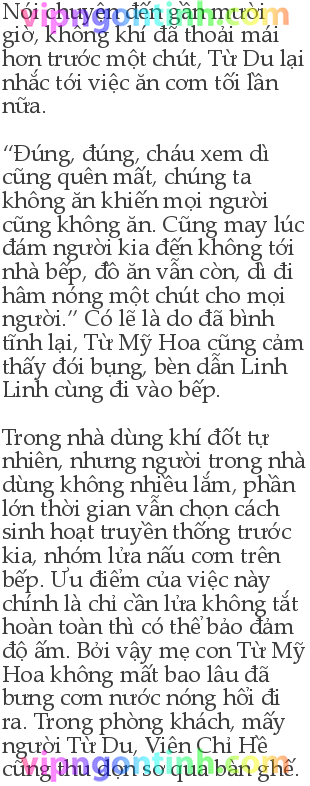 Nói chuyện đến gần mười
giờ, không khí đã thoải mái
hơn trước một chút, Từ Du lại
nhắc tới việc ăn cơm tối lần
nữa.
“Đúng, đúng, cháu xem dì
cũng quên mất, chúng ta
không ăn khiến mọi người
cũng không ăn. Cũng may lúc
đám người kia đến không tới
nhà bếp, đồ ăn vẫn còn, dì đi
hâm nóng một chút cho mọi
người.” Có lẽ là do đã bình
tĩnh lại, Từ Mỹ Hoa cũng cảm
thấy đói bụng, bèn dẫn Linh
Linh cùng đi vào bếp.
Trong nhà dùng khí đốt tự
nhiên, nhưng người trong nhà
dùng không nhiều lắm, phần
lớn thời gian vẫn chọn cách
sinh hoạt truyền thống trước
kia, nhóm lửa nấu cơm trên
bếp. Ưu điểm của việc này
chính là chỉ cần lửa không tắt
hoàn toàn thì có thể bảo đảm
độ ấm. Bởi vậy mẹ con Từ Mỹ
Hoa không mất bao lâu đã
bưng cơm nước nóng hổi đi
ra. Trong phòng khách, mấy
người Từ Du, Viên Chi Hề
cũng thu dọn sơ qua bàn ghế.
vipngontinh.com
vipngontinh.com